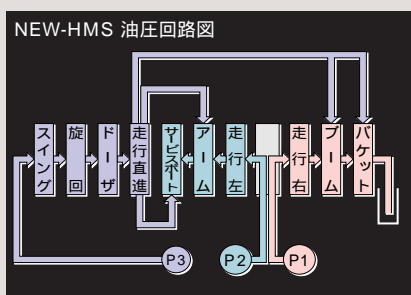 NEW-HMS 油圧回路図
スイング
旋回
ドーザ
走行直進
サービスポート
アーム
走行左
走行右
ブーム
バケット
P3
P2
P1